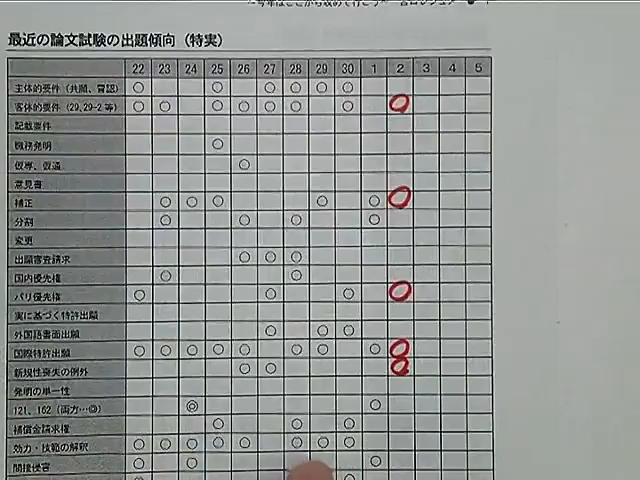 最近の論文試験の出題傾向（特実）
22 23 24 25 26 27 28 29 30 1 2 3 4 5
主体的要件（共願、冒認） ○ ○ ○ ○ ○ ○
客体的要件（29、29-2 等） ○ ○ ○ ○ ○ ○ ○ ○
記載要件
職務発明 ○
仮専、仮通 ○
意見書
補正 ○ ○ ○ ○ ○ ○
分割 ○ ○ ○ ○
変更
出願審査請求 ○ ○ ○
国内優先権 ○ ○
パリ優先権 ○ ○ ○ ○
実に基づく特許出願
外国語書面出願 ○ ○ ○
国際特許出願 ○ ○ ○ ○ ○ ○ ○ ○ ○
新規性喪失の例外 ○ ○ ○
発明の単一性
121、162（両方…◎） ◎ ○
補償金請求権 ○ ○ ○
効力・技範の解釈 ○ ○ ○ ○ ○ ○ ○ ○
間接侵害 ○ ○ ○